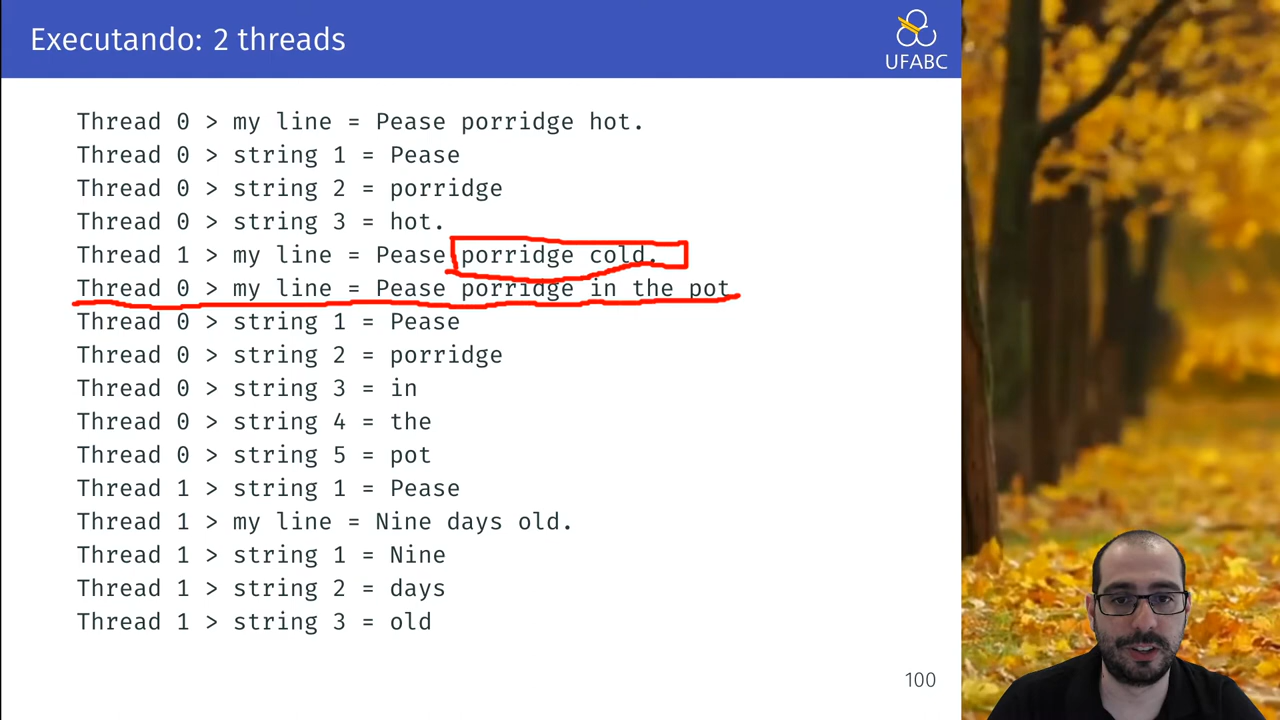 Executando: 2 threads
UFABC
Thread 0 > my line = Pease porridge hot.
Thread 0 > string 1 = Pease
Thread 0 > string 2 = porridge
Thread 0 > string 3 = hot.
Thread 1 > my line = Pease porridge cold.
Thread 0 > my line = Pease porridge in the pot
Thread 0 > string 1 = Pease
Thread 0 > string 2 = porridge
Thread 0 > string 3 = in
Thread 0 > string 4 = the
Thread 0 > string 5 = pot
Thread 1 > string 1 = Pease
Thread 1 > my line = Nine days old.
Thread 1 > string 1 = Nine
Thread 1 > string 2 = days
Thread 1 > string 3 = old
100